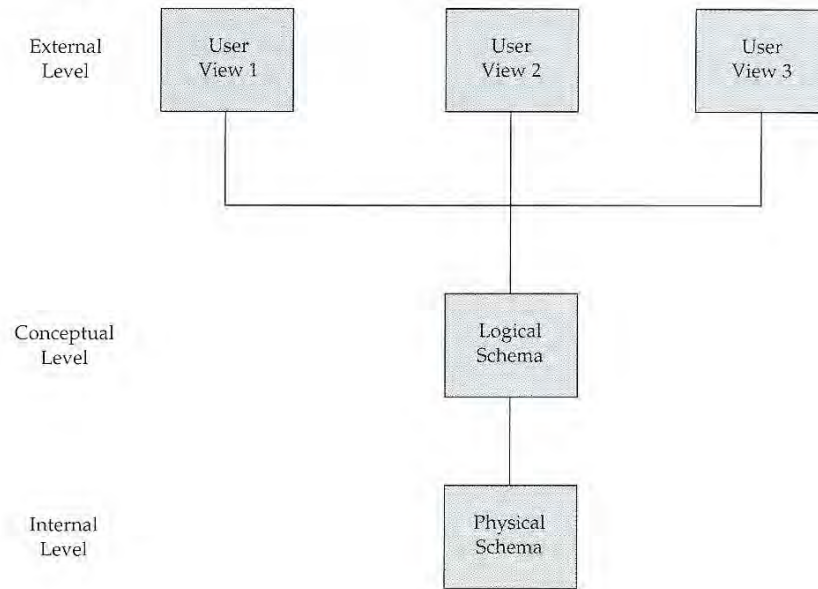 External
Level
User
View 1
User
View 2
User
View 3
Conceptual
Level
Logical
Schema
Internal
Level
Physical
Schema